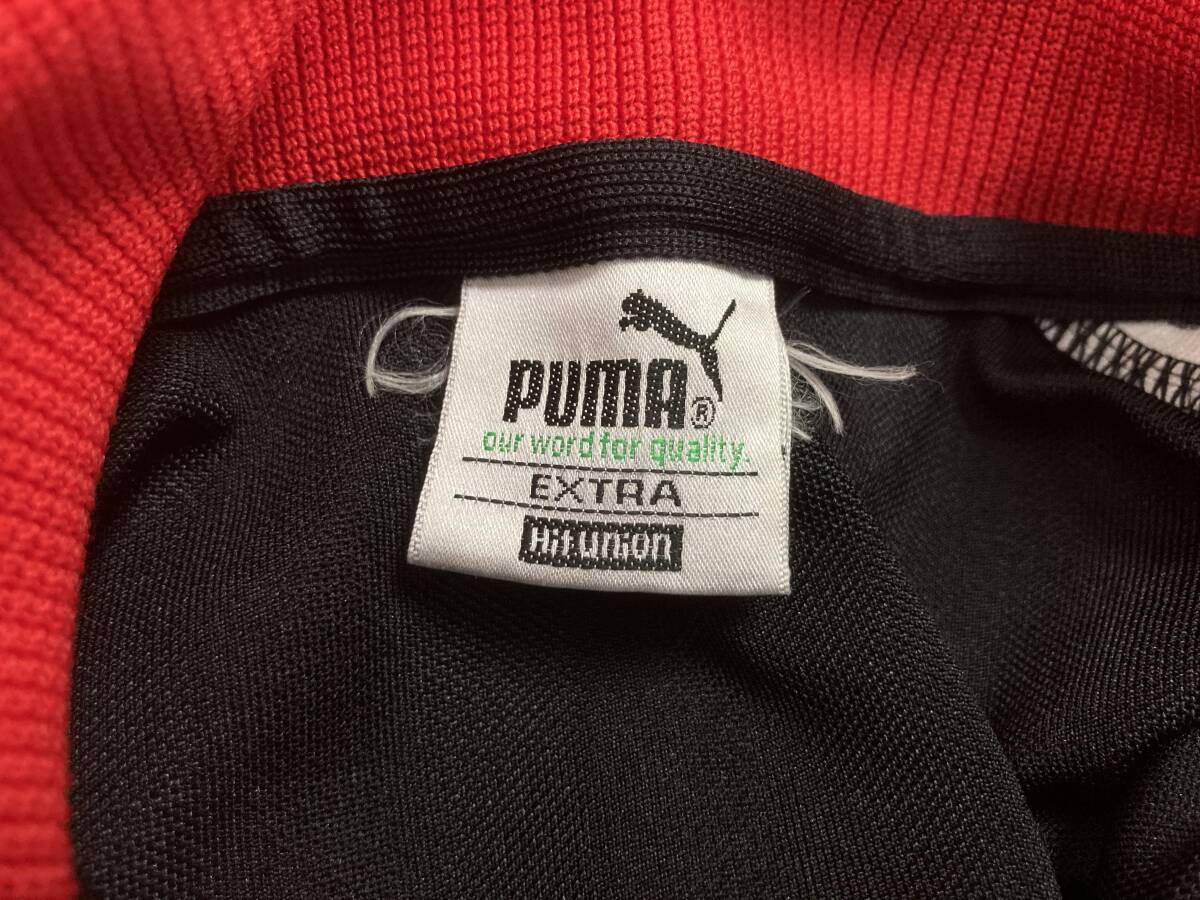 PUMA®
our word for quality.
EXTRA
Hit union